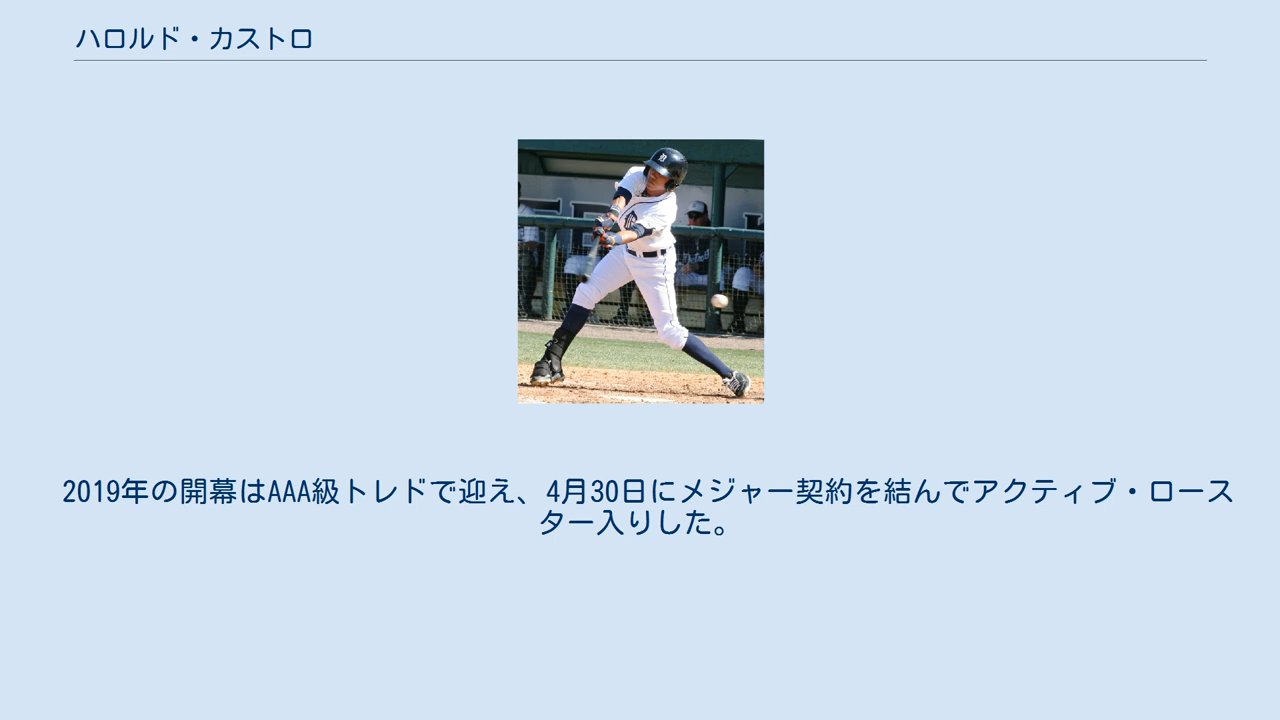 ハロルド・カストロ
2019年の開幕はAAA級トレドで迎え、4月30日にメジャー契約を結んでアクティブ・ロース
ター入りした。